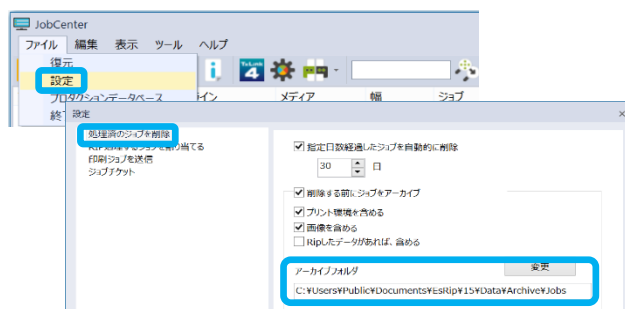 JobCenter
ファイル 編集 表示 ツール ヘルプ
復元
設定
プロダクションデータベース
メディア 幅 ジョブ
終
設定
処理済のジョブを削除
印刷ジョブを送信
ジョブチケット
指定日数経過したジョブを自動的に削除
30 日
削除する前にジョブをアーカイブ
プリント環境を含める
画像を含める
Ripしたデータがあれば、含める
アーカイブフォルダ 変更
C:¥Users¥Public¥Documents¥EsRip¥15¥Data¥Archive¥Jobs